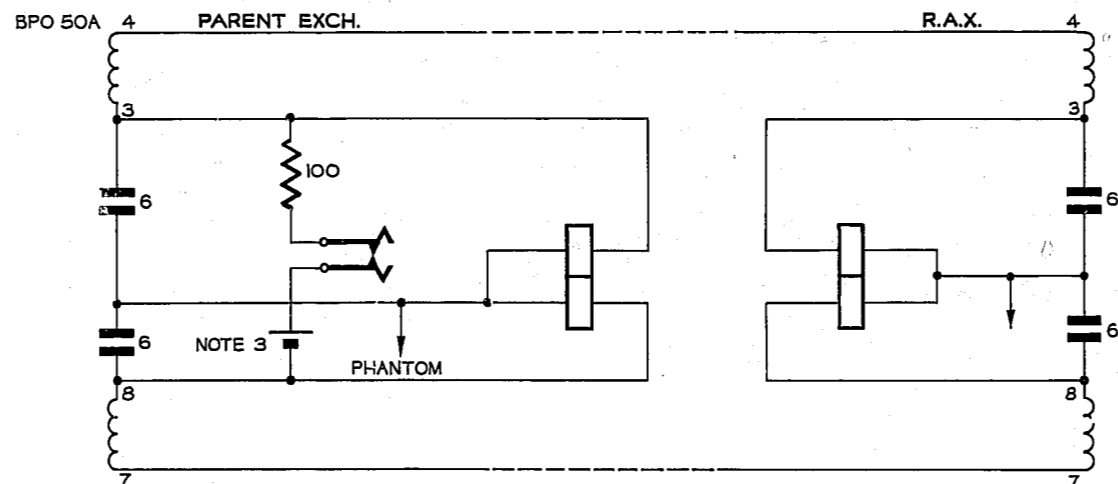 BPO 50A 4 PARENT EXCH. R.A.X. 4
3 3
100
6 6
6 NOTE 3 6
PHANTOM
8 8
7 7